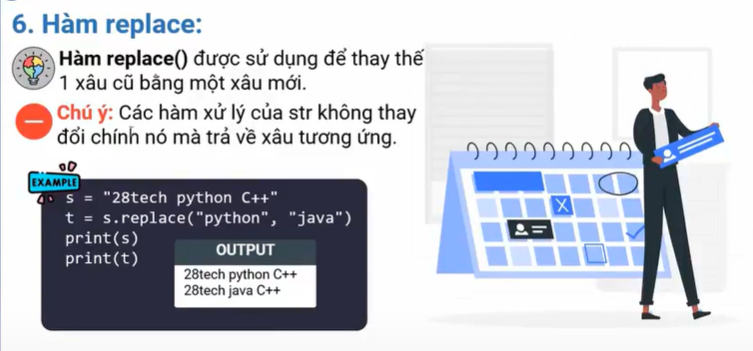 6. Hàm replace:
Hàm replace() được sử dụng để thay thế
1 xâu cũ bằng một xâu mới.
Chú ý: Các hàm xử lý của str không thay
đổi chính nó mà trả về xâu tương ứng.
EXAMPLE
s = "28tech python C++"
t = s.replace("python", "java")
print(s)
print(t)
OUTPUT
28tech python C++
28tech java C++